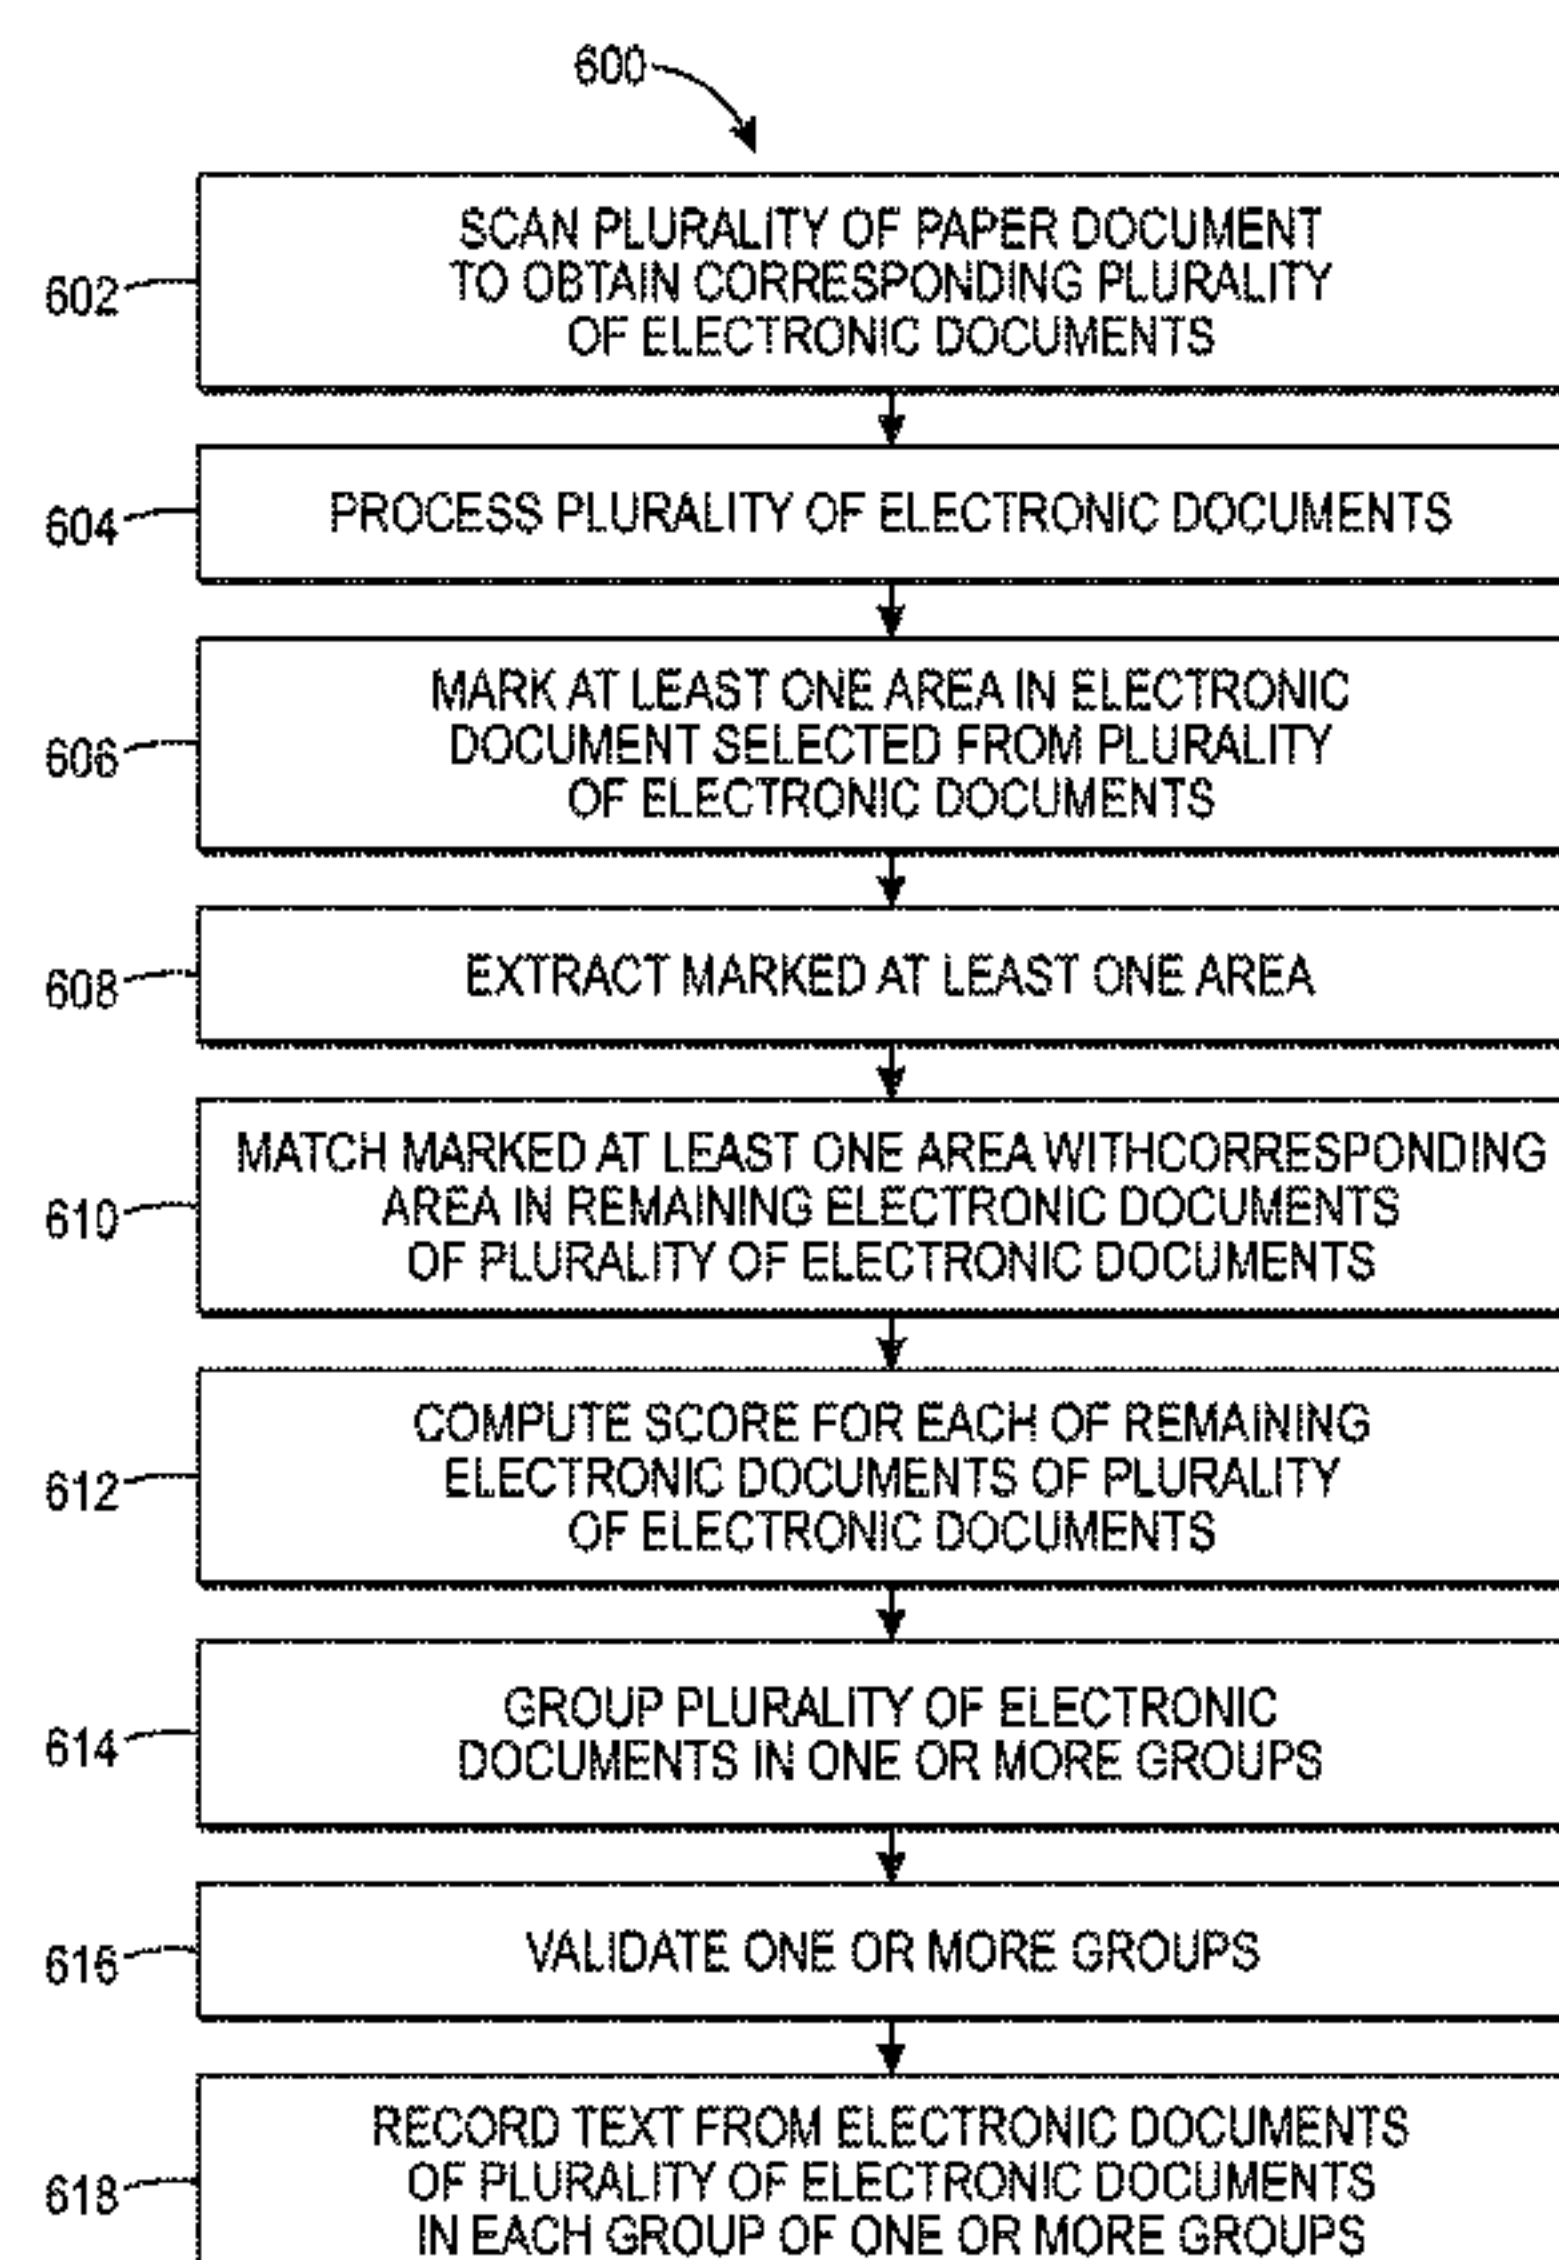 600
SCAN PLURALITY OF PAPER DOCUMENT
TO OBTAIN CORRESPONDING PLURALITY
OF ELECTRONIC DOCUMENTS
602
PROCESS PLURALITY OF ELECTRONIC DOCUMENTS
604
MARK AT LEAST ONE AREA IN ELECTRONIC
DOCUMENT SELECTED FROM PLURALITY
OF ELECTRONIC DOCUMENTS
606
EXTRACT MARKED AT LEAST ONE AREA
608
MATCH MARKED AT LEAST ONE AREA WITHCORRESPONDING
AREA IN REMAINING ELECTRONIC DOCUMENTS
OF PLURALITY OF ELECTRONIC DOCUMENTS
610
COMPUTE SCORE FOR EACH OF REMAINING
ELECTRONIC DOCUMENTS OF PLURALITY
OF ELECTRONIC DOCUMENTS
612
GROUP PLURALITY OF ELECTRONIC
DOCUMENTS IN ONE OR MORE GROUPS
614
VALIDATE ONE OR MORE GROUPS
616
RECORD TEXT FROM ELECTRONIC DOCUMENTS
OF PLURALITY OF ELECTRONIC DOCUMENTS
IN EACH GROUP OF ONE OR MORE GROUPS
618